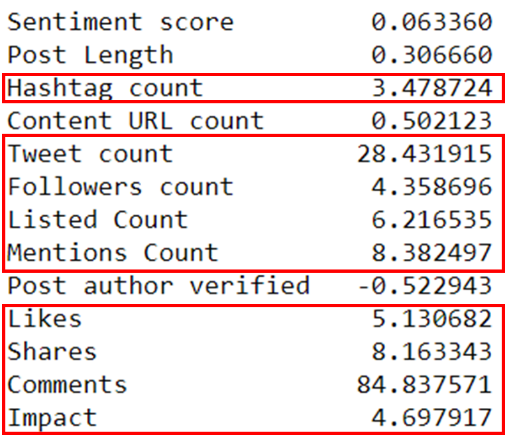 Sentiment score 0.063360
Post Length 0.306660
Hashtag count 3.478724
Content URL count 0.502123
Tweet count 28.431915
Followers count 4.358696
Listed Count 6.216535
Mentions Count 8.382497
Post author verified -0.522943
Likes 5.130682
Shares 8.163343
Comments 84.837571
Impact 4.697917